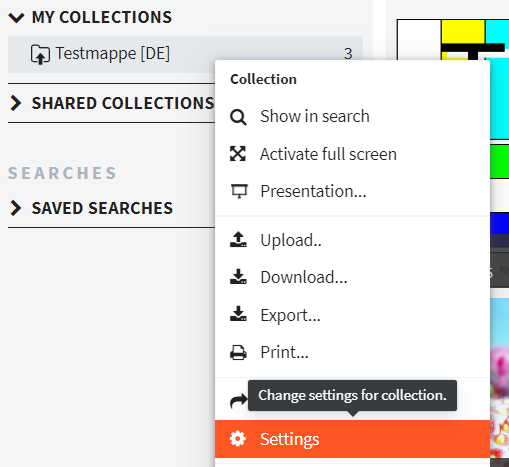 MY COLLECTIONS
Testmappe [DE] 3
SHARED COLLECTIONS
SEARCHES
SAVED SEARCHES
Collection
Show in search
Activate full screen
Presentation...
Upload..
Download...
Export...
Print...
Change settings for collection.
Settings